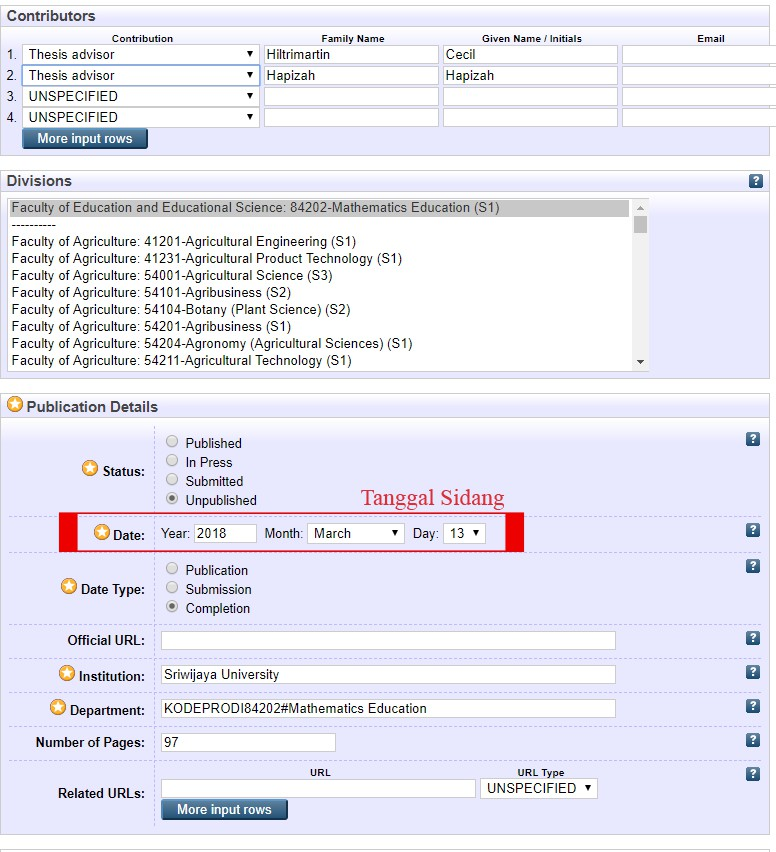 Contributors
Contribution Family Name Given Name / Initials Email
1. Thesis advisor Hiltrimartin Cecil
2. Thesis advisor Hapizah Hapizah
3. UNSPECIFIED
4. UNSPECIFIED
More input rows
Divisions ?
Faculty of Education and Educational Science: 84202-Mathematics Education (S1)
----------
Faculty of Agriculture: 41201-Agricultural Engineering (S1)
Faculty of Agriculture: 41231-Agricultural Product Technology (S1)
Faculty of Agriculture: 54001-Agricultural Science (S3)
Faculty of Agriculture: 54101-Agribusiness (S2)
Faculty of Agriculture: 54104-Botany (Plant Science) (S2)
Faculty of Agriculture: 54201-Agribusiness (S1)
Faculty of Agriculture: 54204-Agronomy (Agricultural Sciences) (S1)
Faculty of Agriculture: 54211-Agricultural Technology (S1)
Publication Details
Status: ?
Published
In Press
Submitted
Unpublished
Tanggal Sidang
Date: Year: 2018 Month: March Day: 13 ?
Date Type: ?
Publication
Submission
Completion
Official URL: ?
Institution: Sriwijaya University ?
Department: KODEPRODI84202#Mathematics Education ?
Number of Pages: 97 ?
URL URL Type ?
Related URLs: UNSPECIFIED
More input rows